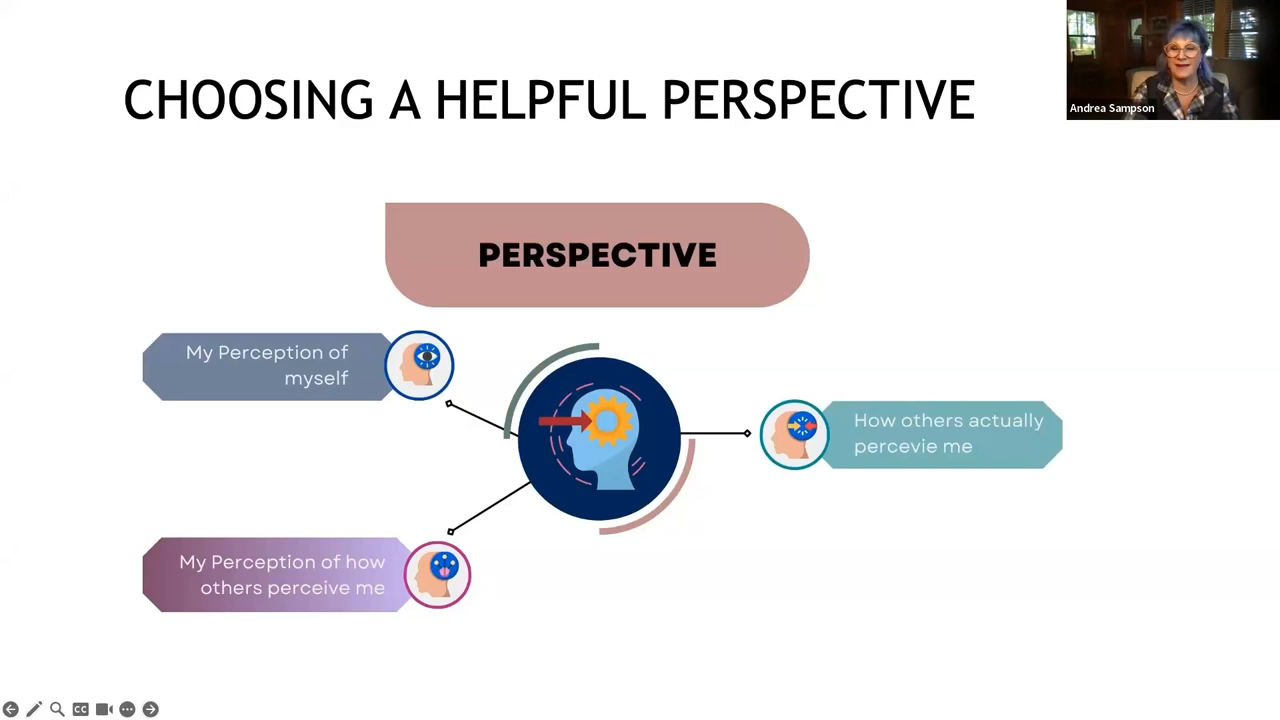 CHOOSING A HELPFUL PERSPECTIVE
Andrea Sampson
PERSPECTIVE
My Perception of
myself
How others actually
percevie me
My Perception of how
others perceive me
CC